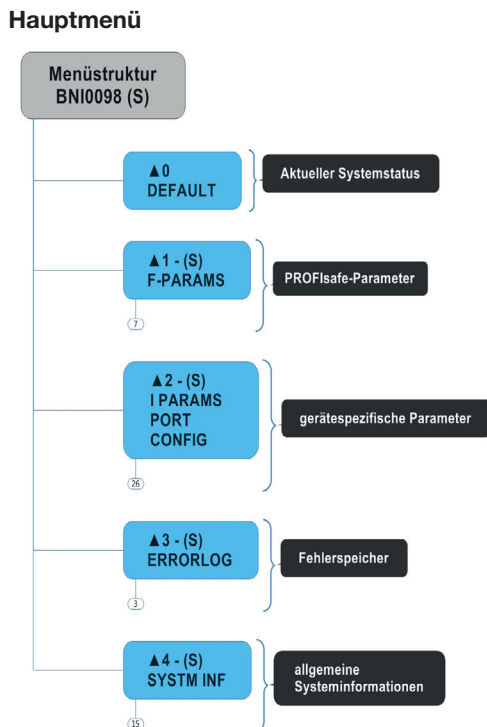 Hauptmenü
Menüstruktur
BNI0098 (S)
▲0
DEFAULT
Aktueller Systemstatus
▲1 - (S)
F-PARAMS
PROFIsafe-Parameter
7
▲2 - (S)
I PARAMS
PORT
CONFIG
gerätespezifische Parameter
26
▲3 - (S)
ERRORLOG
Fehlerspeicher
3
▲4 - (S)
SYSTM INF
allgemeine
Systeminformationen
15